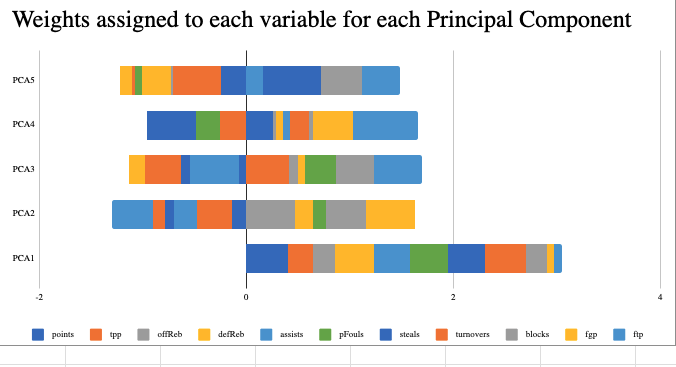 Weights assigned to each variable for each Principal Component
PCA5
PCA4
PCA3
PCA2
PCA1
-2 0 2 4
points tpp offReb defReb assists pFouls steals turnovers blocks fgp ftp